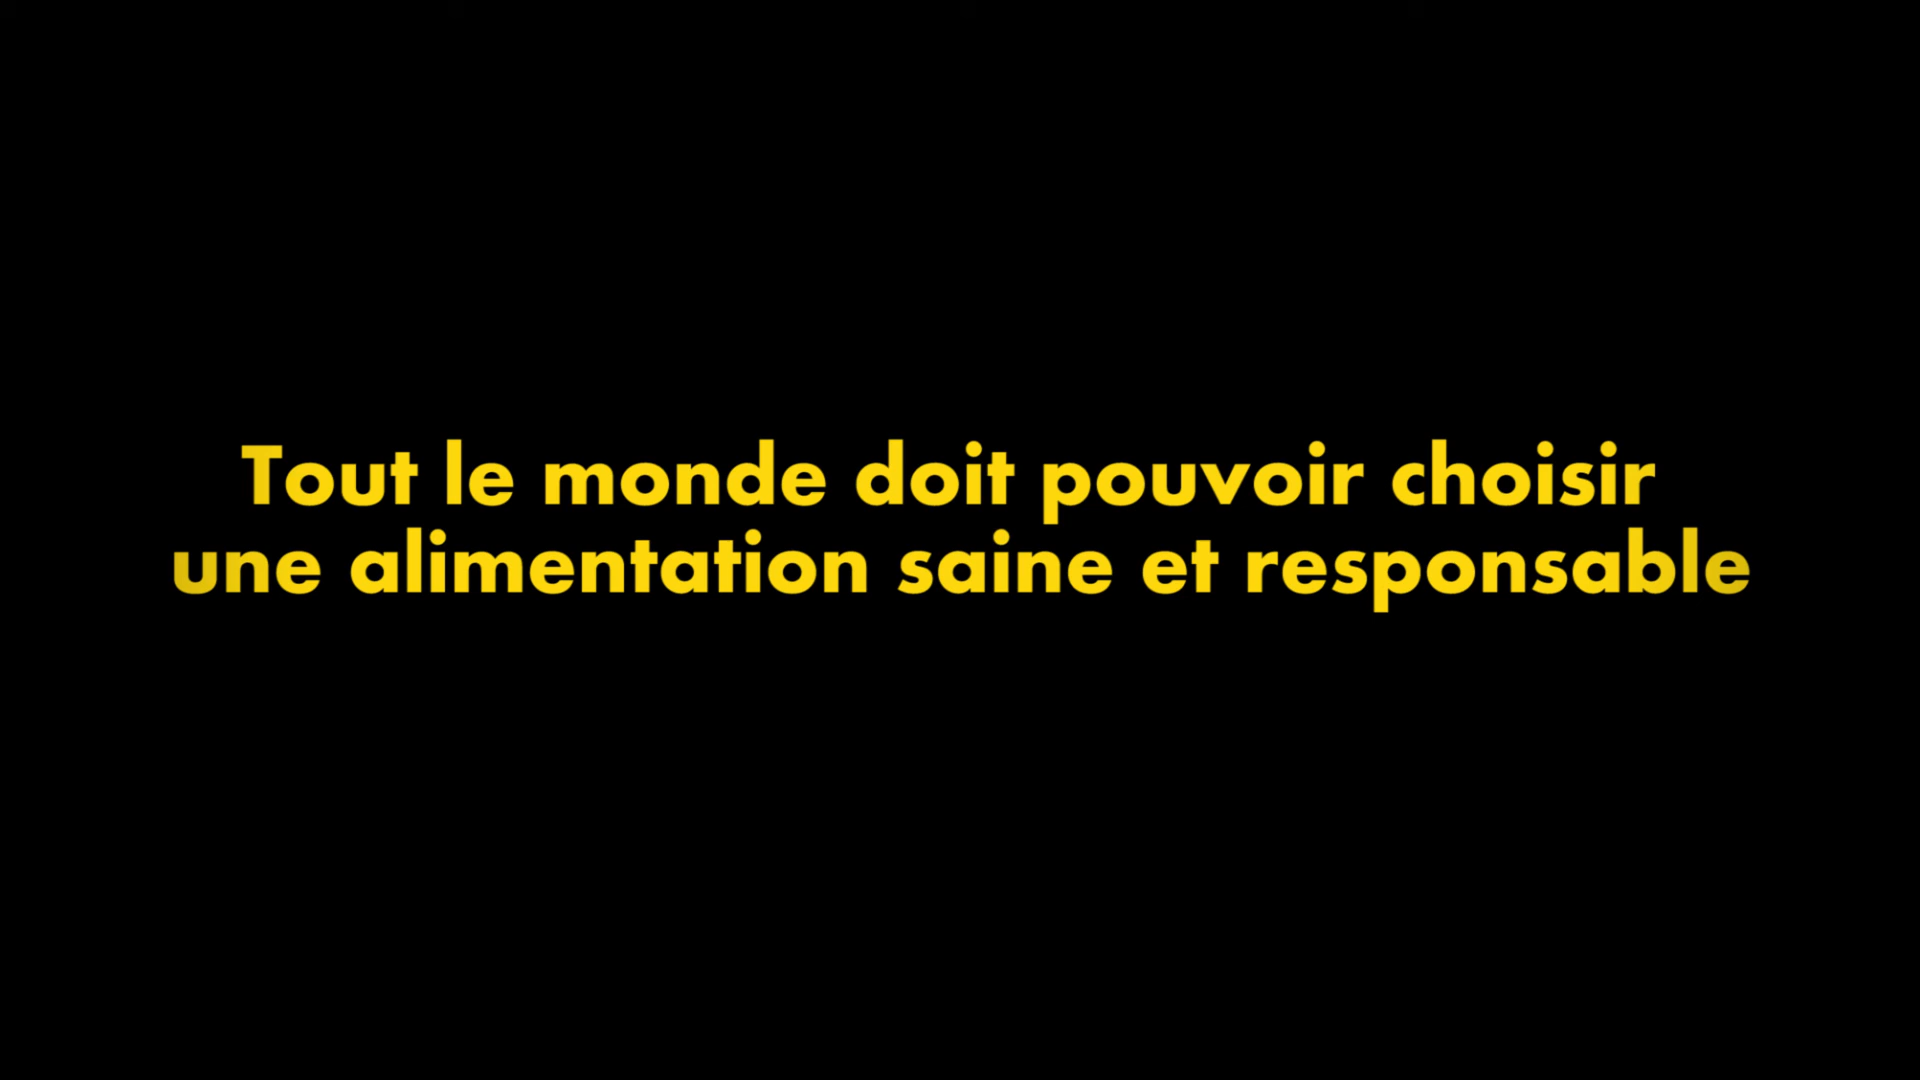 Tout le monde doit pouvoir choisir
une alimentation saine et responsable